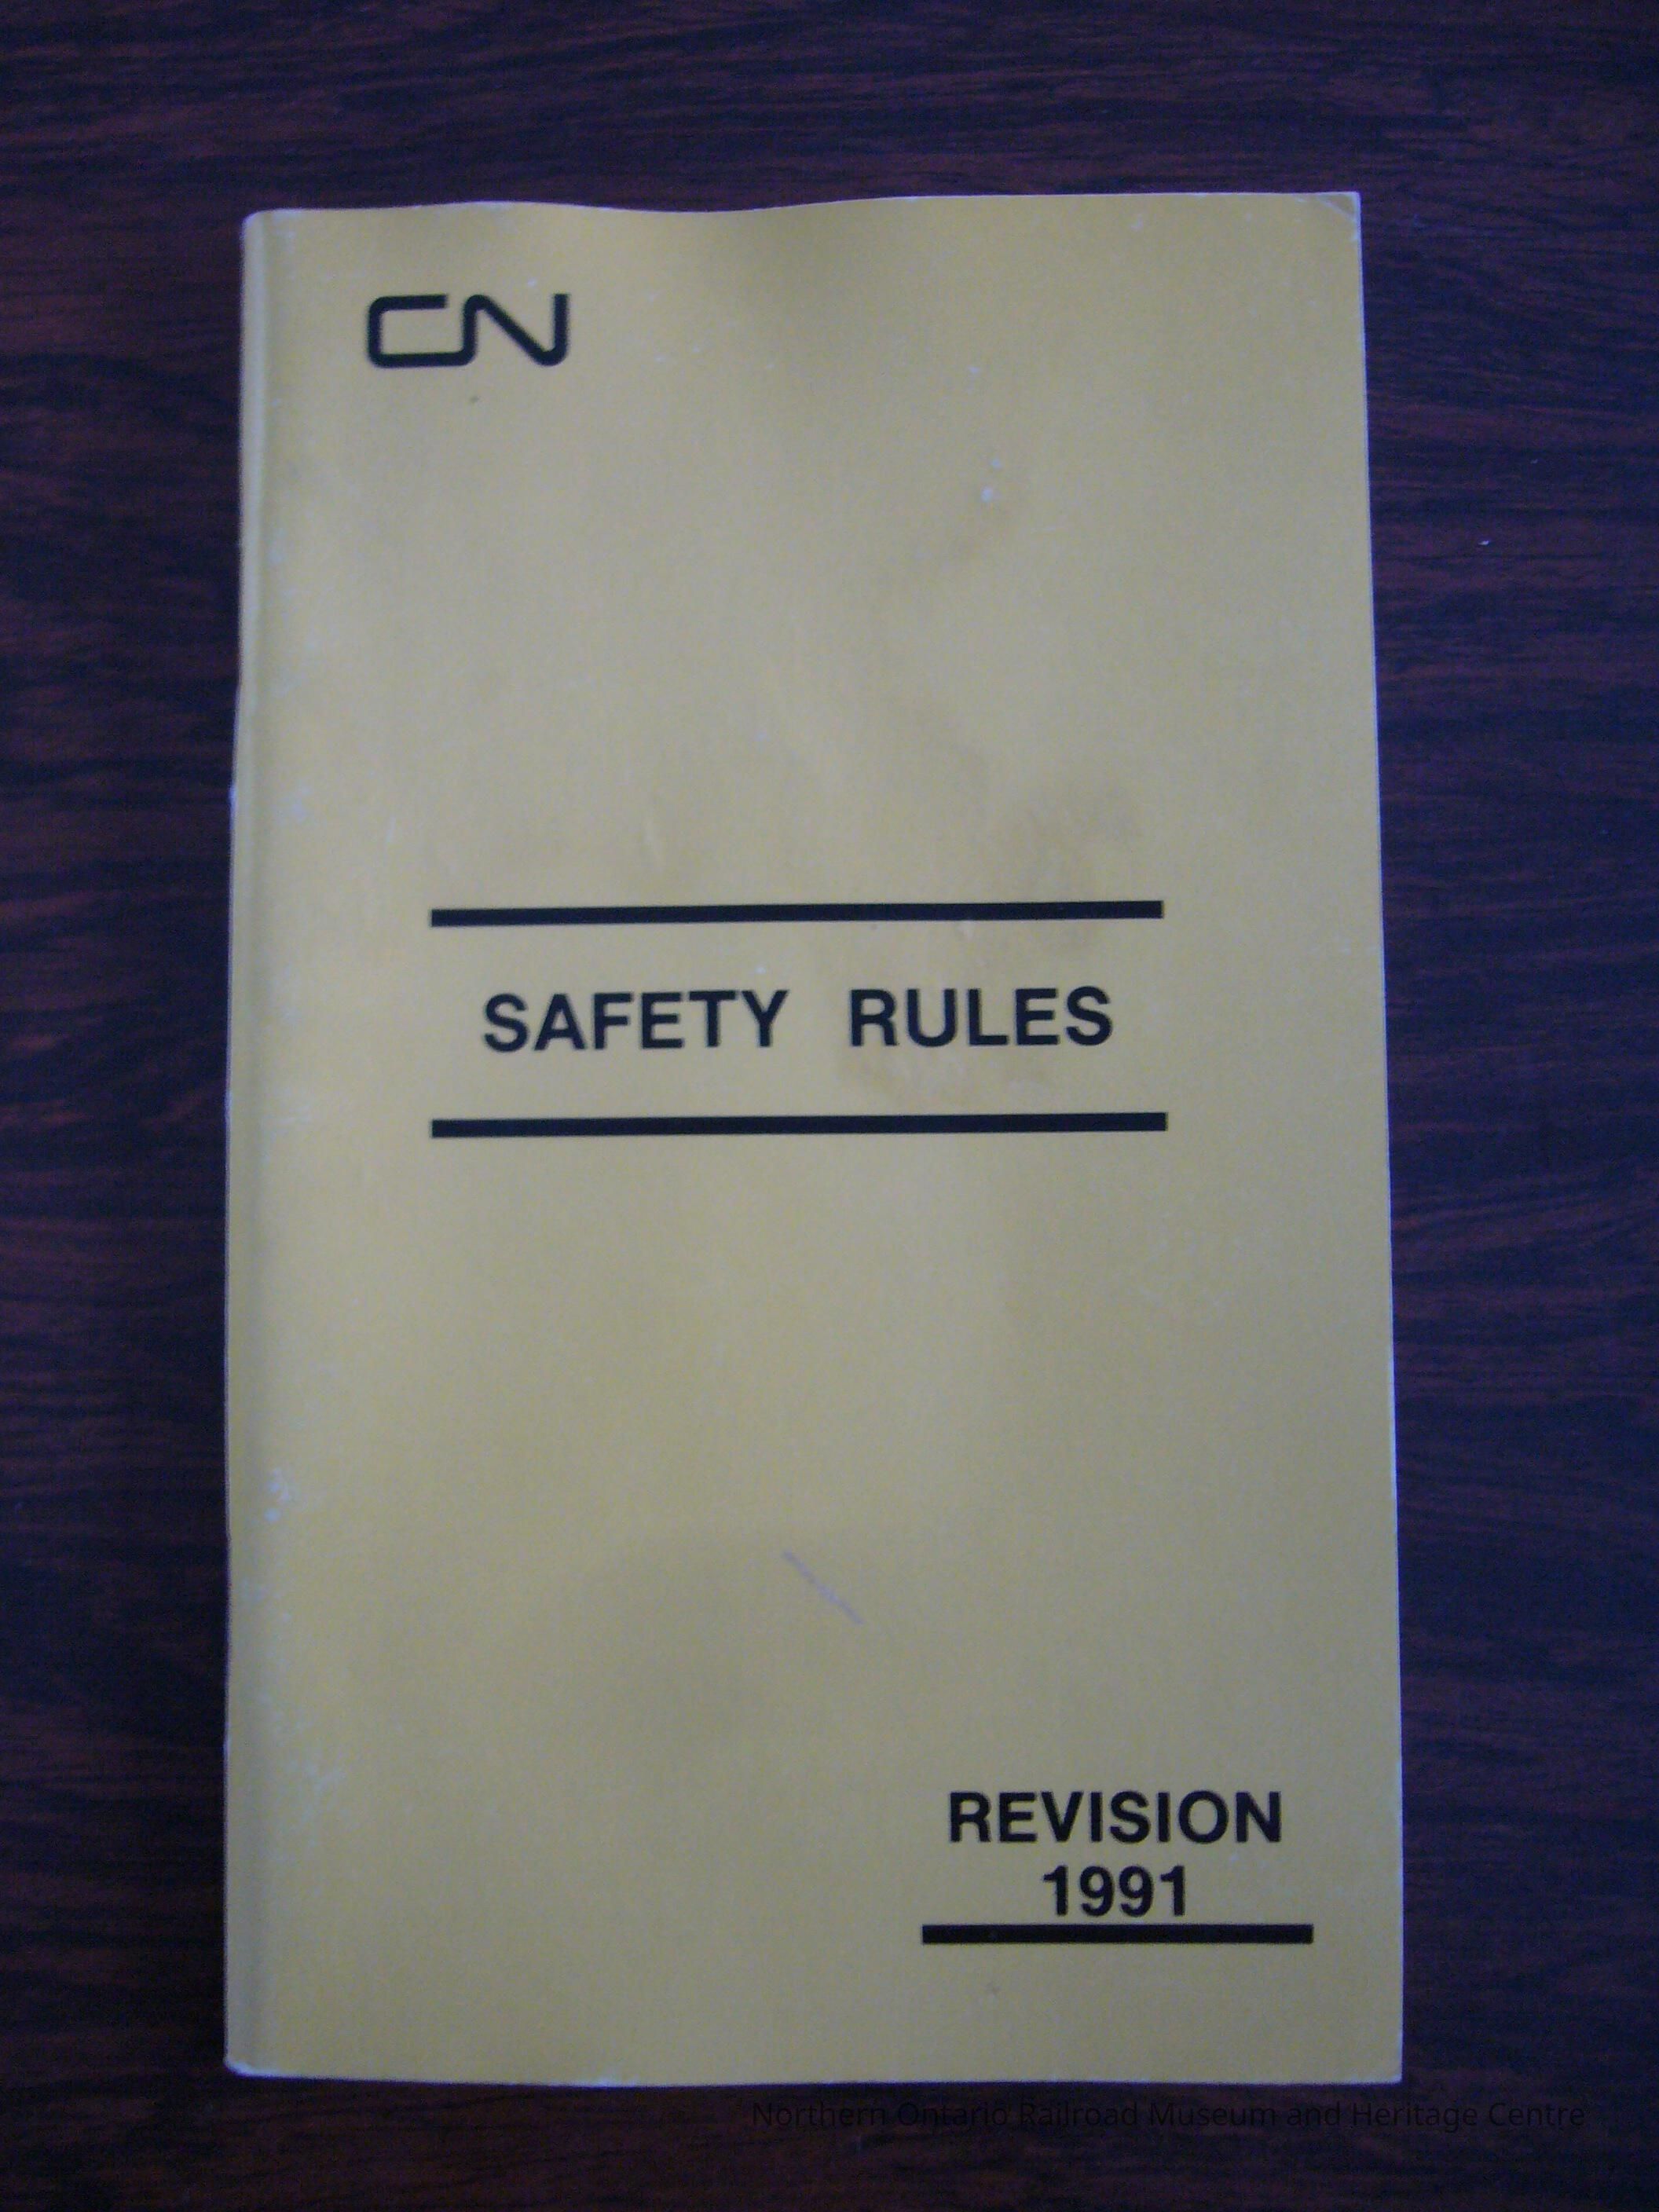 CN
SAFETY RULES
REVISION
1991
Northern Ontario Railroad Museum and Heritage Centre